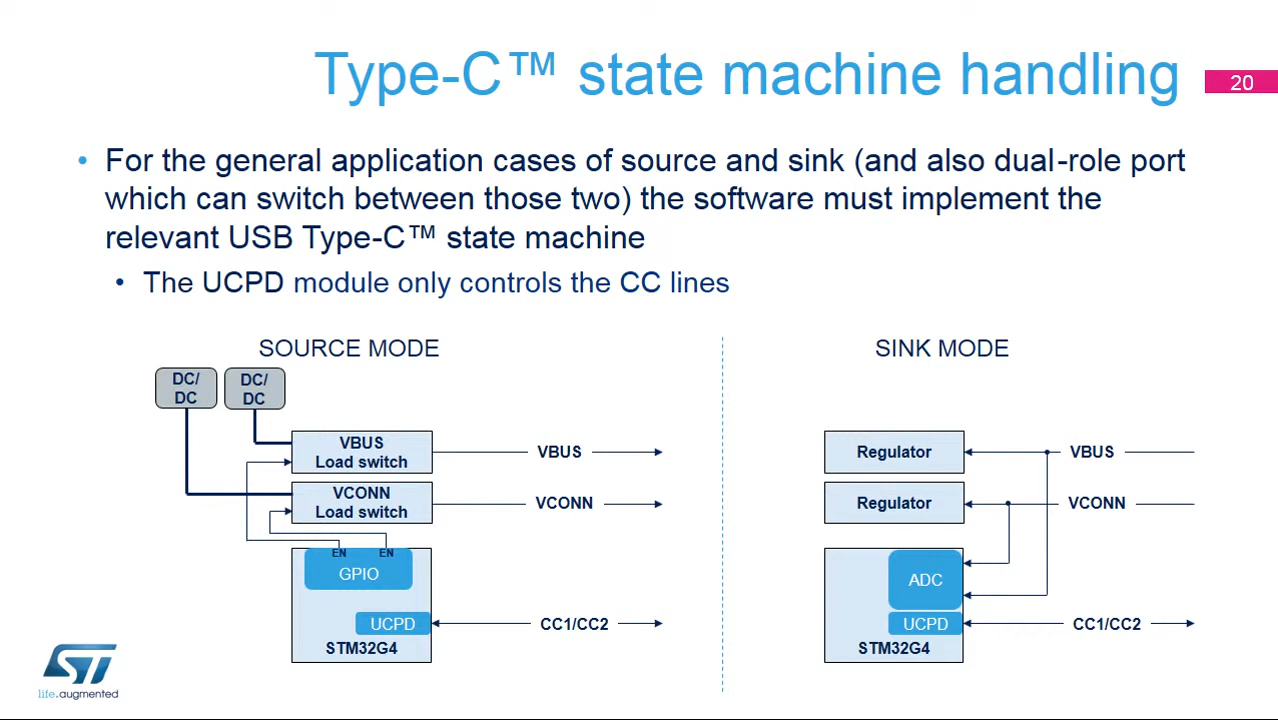 Type-C™ state machine handling
20
• For the general application cases of source and sink (and also dual-role port
which can switch between those two) the software must implement the
relevant USB Type-C™ state machine
• The UCPD module only controls the CC lines
SOURCE MODE
DC/
DC
DC/
DC
VBUS
Load switch
VBUS
VCONN
Load switch
VCONN
EN
EN
GPIO
UCPD
CC1/CC2
STM32G4
SINK MODE
Regulator
VBUS
Regulator
VCONN
ADC
UCPD
CC1/CC2
STM32G4
ST
life.augmented